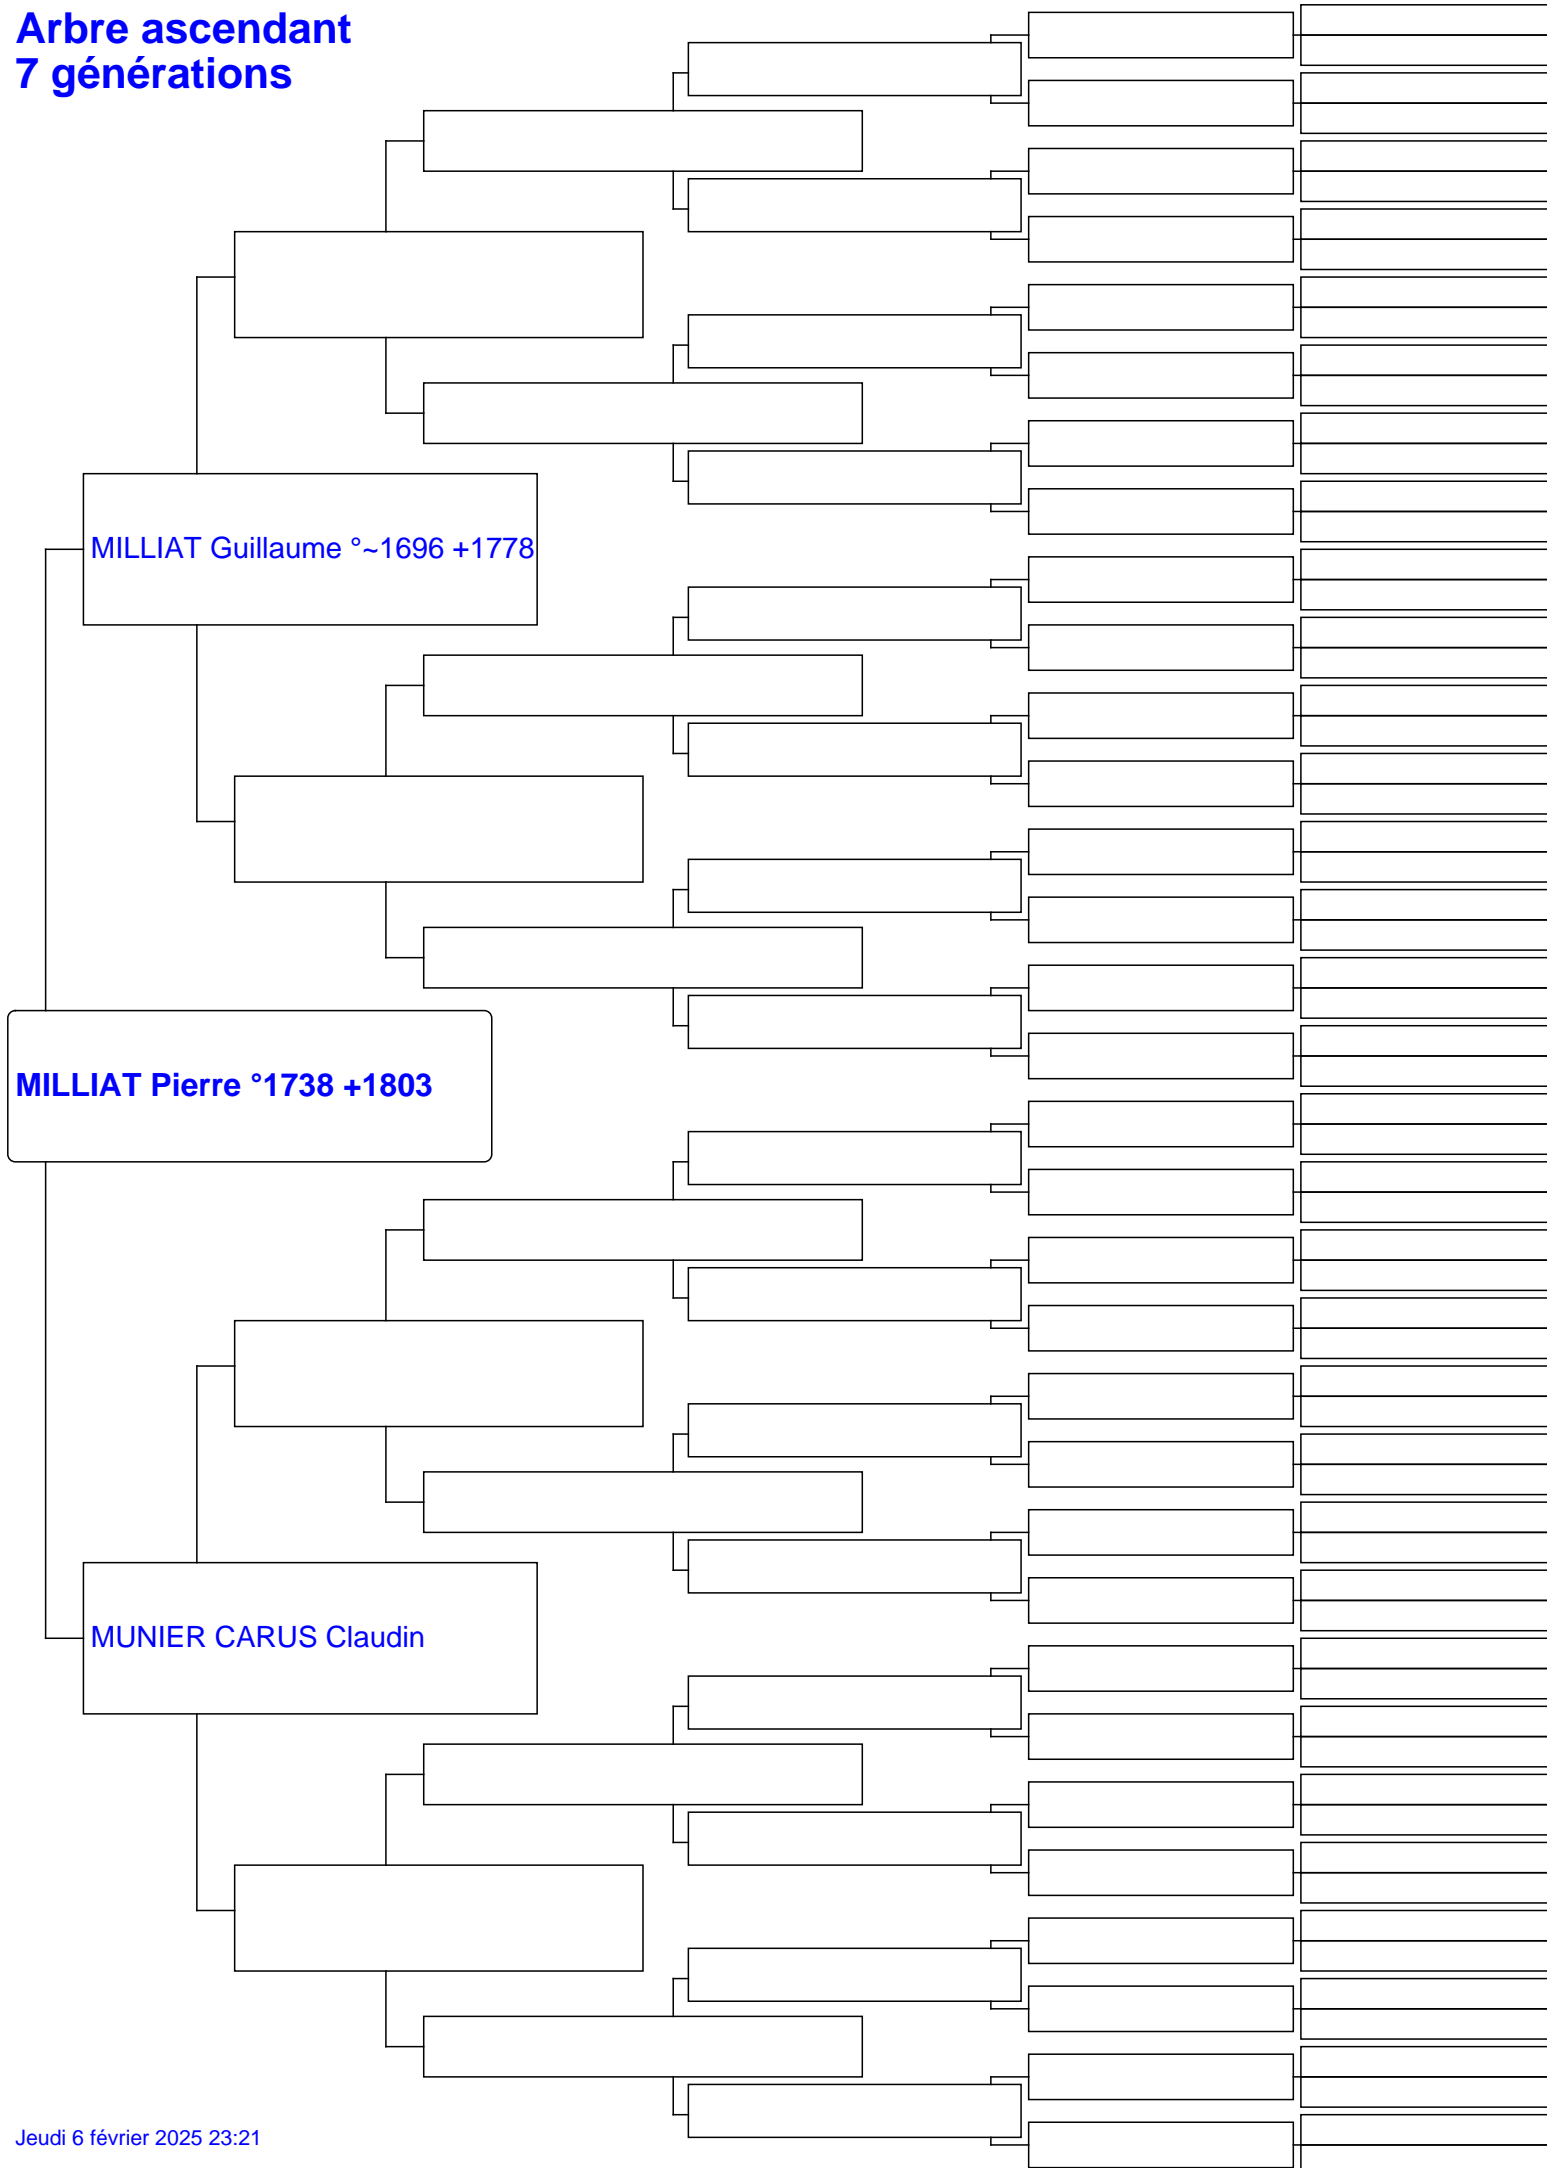 Arbre ascendant
7 générations
MILLIAT Guillaume °~1696 +1778
MILLIAT Pierre °1738 +1803
MUNIER CARUS Claudin
Jeudi 6 février 2025 23:21